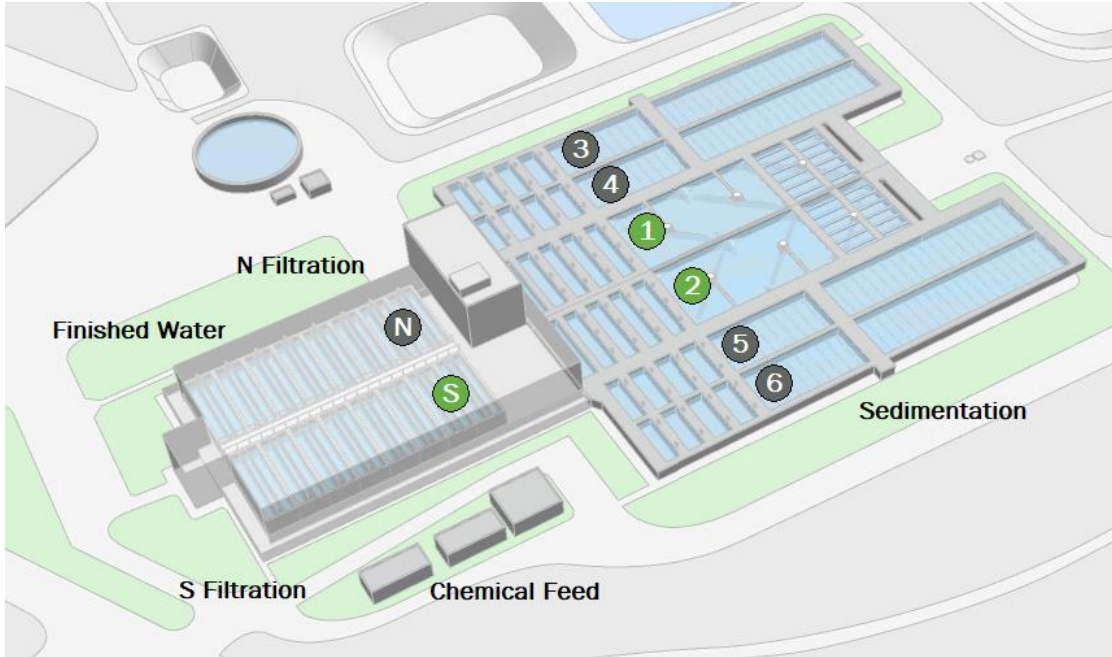 3
4
1
2
N Filtration
Finished Water
N
5
S
6
Sedimentation
S Filtration
Chemical Feed